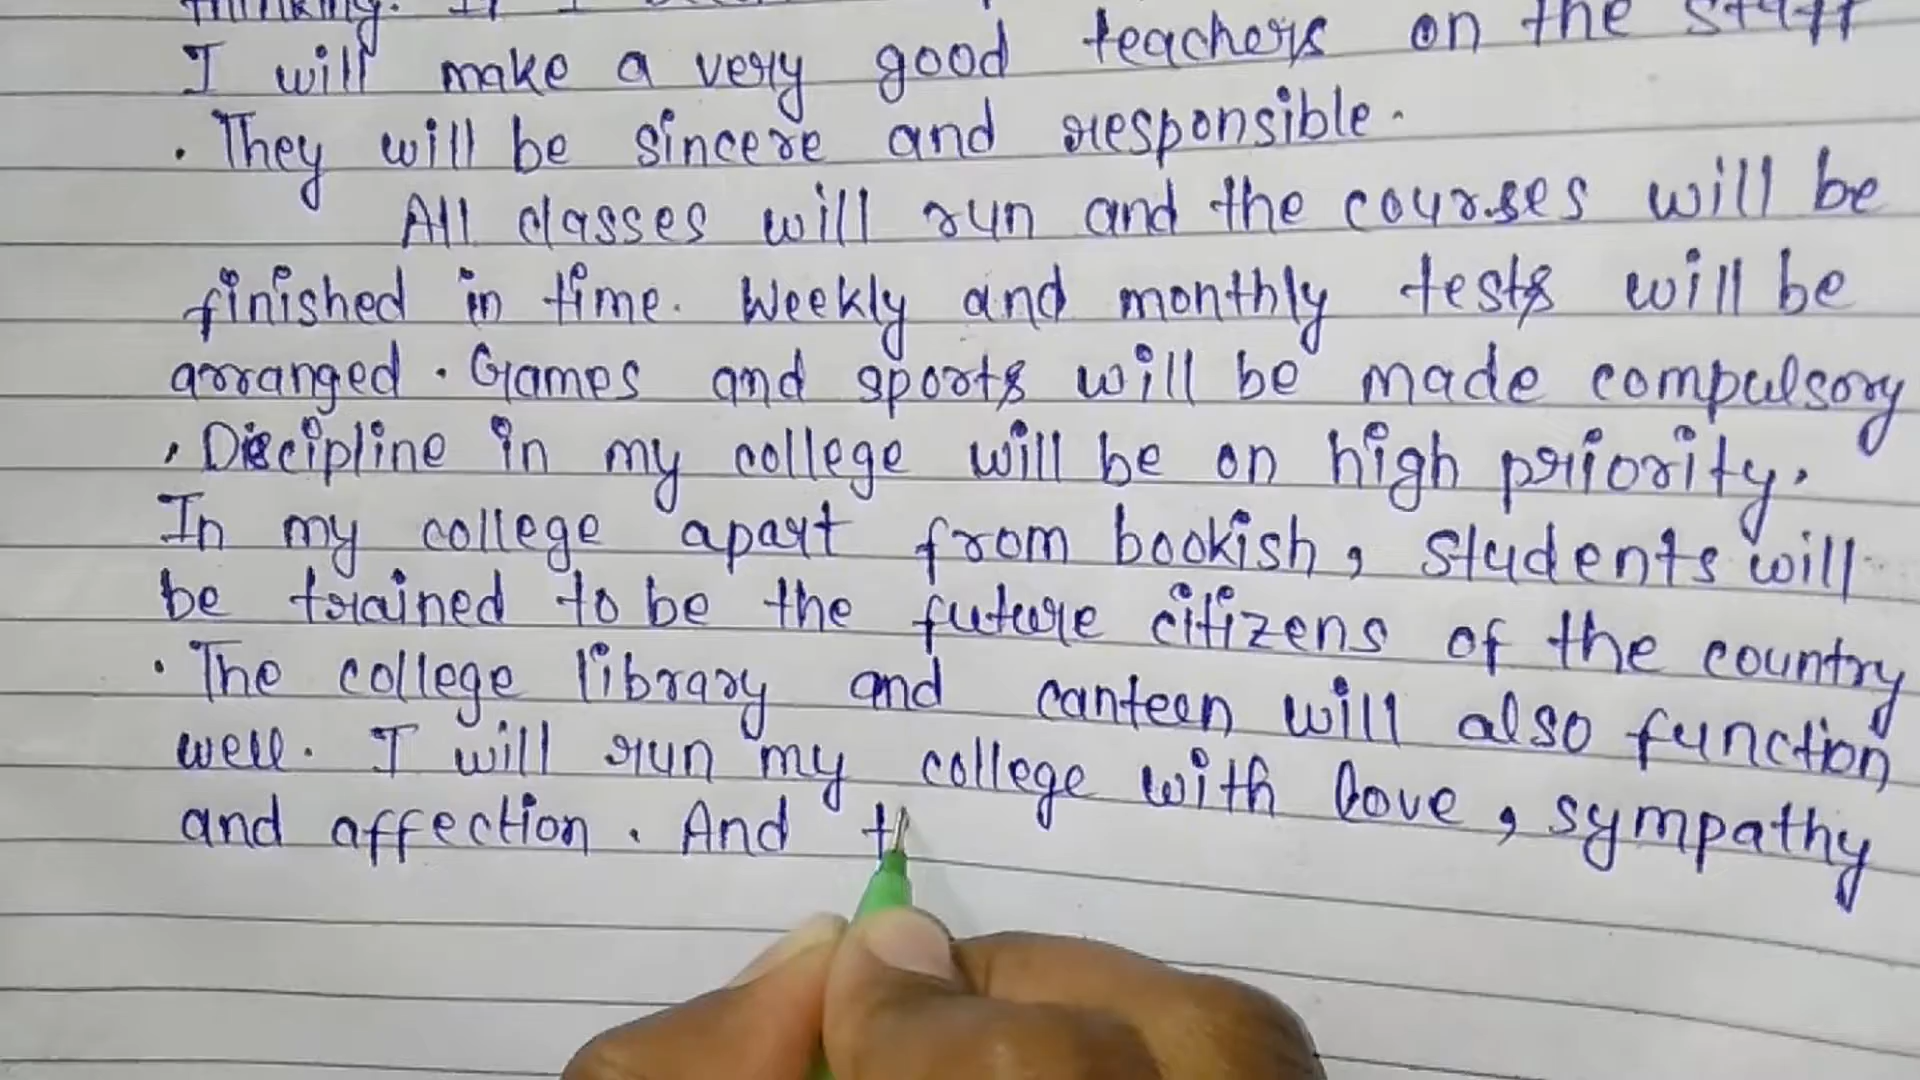 thinking. If I
I will make a very good teachers on the staff
. They will be sincere and responsible.
All classes will run and the courses will be
finished in time. Weekly and monthly tests will be
arranged. Games and sports will be made compulsory
. Discipline in my college will be on high priority.
In my college apart from bookish, students will
be trained to be the future citizens of the country
. The college library and canteen will also function
well. I will run my college with love, sympathy
and affection. And t